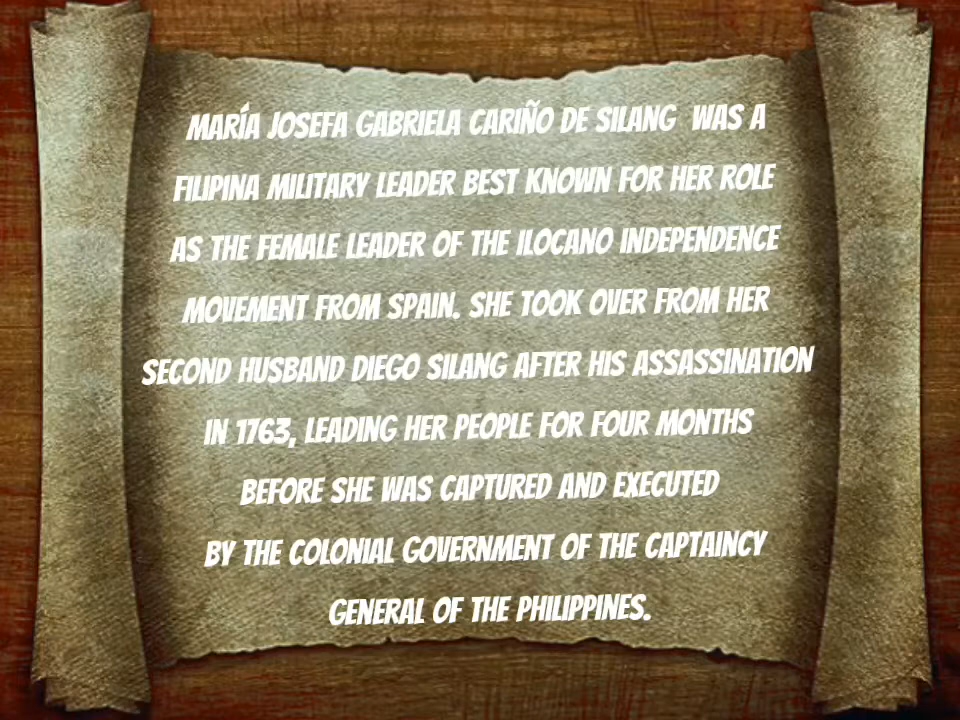 MARÍA JOSEFA GABRIELA CARIÑO DE SILANG WAS A
FILIPINA MILITARY LEADER BEST KNOWN FOR HER ROLE
AS THE FEMALE LEADER OF THE ILOCANO INDEPENDENCE
MOVEMENT FROM SPAIN. SHE TOOK OVER FROM HER
SECOND HUSBAND DIEGO SILANG AFTER HIS ASSASSINATION
IN 1763, LEADING HER PEOPLE FOR FOUR MONTHS
BEFORE SHE WAS CAPTURED AND EXECUTED
BY THE COLONIAL GOVERNMENT OF THE CAPTAINCY
GENERAL OF THE PHILIPPINES.